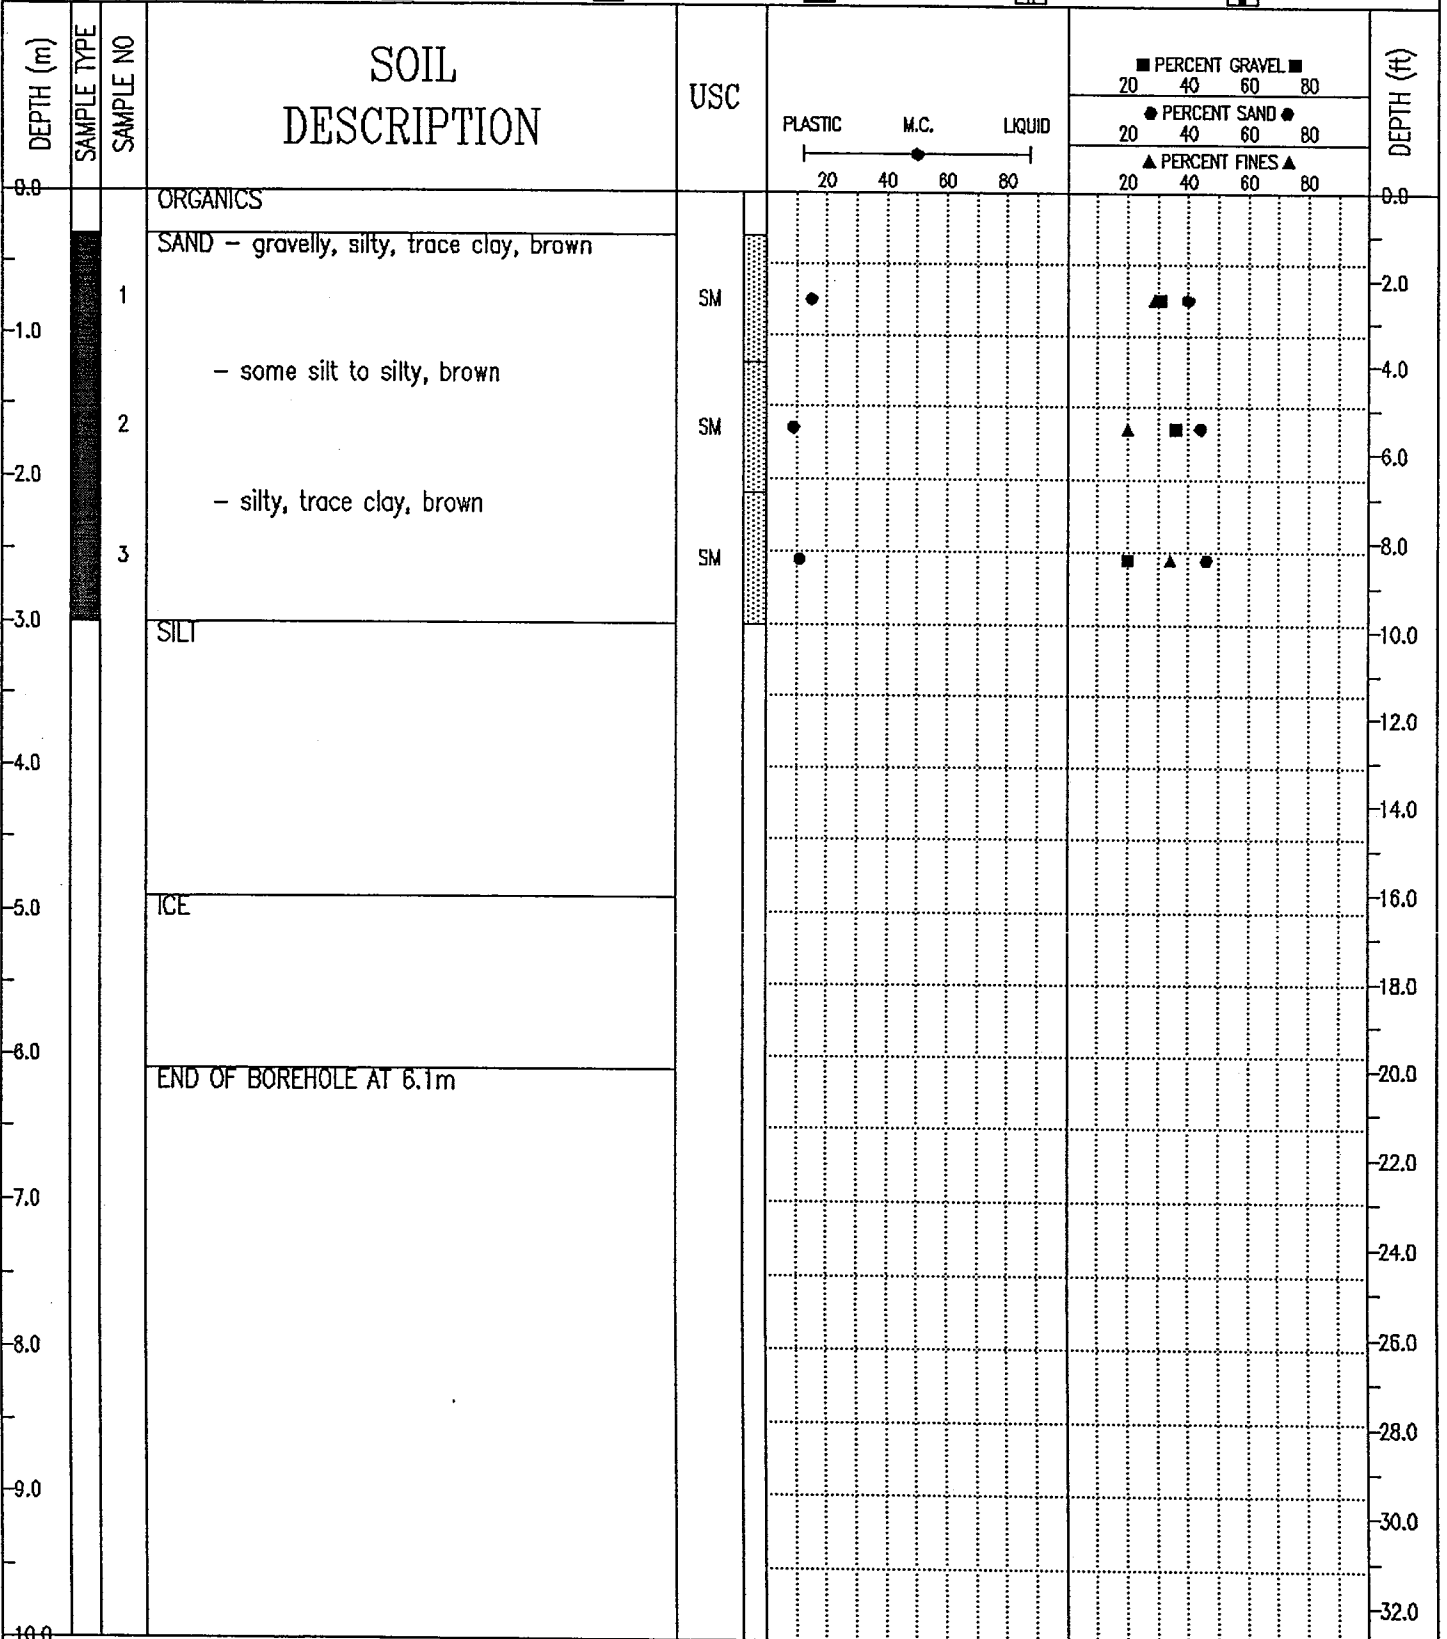 DEPTH (m)
SAMPLE TYPE
SAMPLE NO
SOIL
DESCRIPTION
USC
PLASTIC M.C. LIQUID
20 40 60 80
■ PERCENT GRAVEL ■
20 40 60 80
● PERCENT SAND ●
20 40 60 80
▲ PERCENT FINES ▲
20 40 60 80
DEPTH (ft)
0.0 ORGANICS 0.0
SAND – gravelly, silty, trace clay, brown
2.0
1 SM
1.0
– some silt to silty, brown 4.0
2 SM
6.0
2.0
– silty, trace clay, brown
3 SM 8.0
3.0
SILT 10.0
12.0
4.0
14.0
5.0 ICE 16.0
18.0
6.0
END OF BOREHOLE AT 6.1m 20.0
22.0
7.0
24.0
8.0 26.0
28.0
9.0
30.0
32.0
10.0